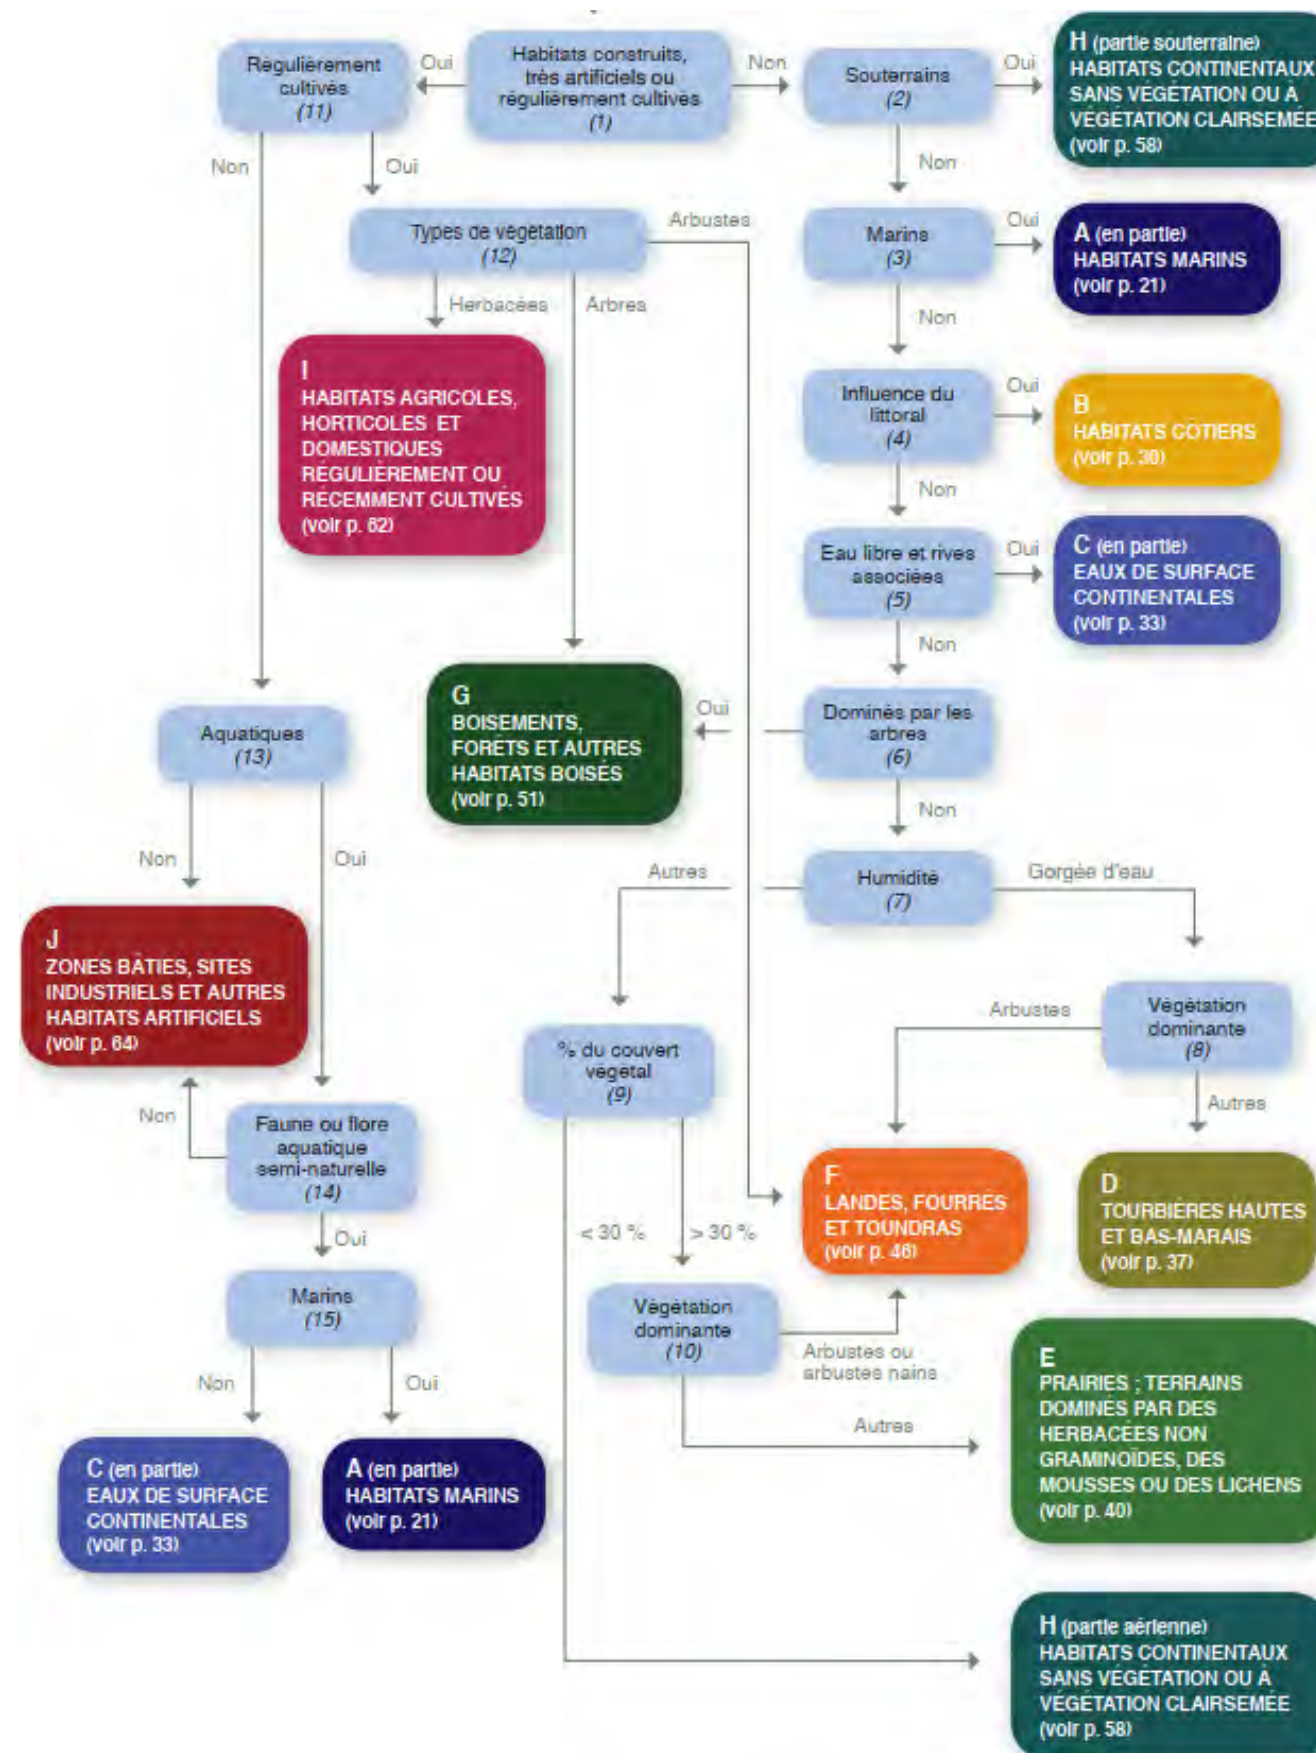 Régulièrement
cultivés
(11)
Oui
Habitats construits,
très artificiels ou
régulièrement cultivés
(1)
Non
Souterrains
(2)
Oui
H (partie souterraine)
HABITATS CONTINENTAUX
SANS VÉGÉTATION OU À
VÉGÉTATION CLAIRSEMÉE
(voir p. 58)
Non
Oui
Non
Types de végétation
(12)
Arbustes
Marins
(3)
Oui
A (en partie)
HABITATS MARINS
(voir p. 21)
Herbacées
Arbres
Non
I
HABITATS AGRICOLES,
HORTICOLES ET
DOMESTIQUES
RÉGULIÈREMENT OU
RÉCEMMENT CULTIVÉS
(voir p. 62)
Influence du
littoral
(4)
Oui
B
HABITATS CÔTIERS
(voir p. 30)
Non
Eau libre et rives
associées
(5)
Oui
C (en partie)
EAUX DE SURFACE
CONTINENTALES
(voir p. 33)
Non
G
BOISEMENTS,
FORÊTS ET AUTRES
HABITATS BOISÉS
(voir p. 51)
Oui
Dominés par les
arbres
(6)
Aquatiques
(13)
Non
Non
Oui
Autres
Humidité
(7)
Gorgée d'eau
J
ZONES BÂTIES, SITES
INDUSTRIELS ET AUTRES
HABITATS ARTIFICIELS
(voir p. 64)
% du couvert
végétal
(9)
Arbustes
Végétation
dominante
(8)
Autres
Non
Faune ou flore
aquatique
semi-naturelle
(14)
Oui
< 30 %
> 30 %
F
LANDES, FOURRÉS
ET TOUNDRAS
(voir p. 46)
D
TOURBIÈRES HAUTES
ET BAS-MARAIS
(voir p. 37)
Marins
(15)
Végétation
dominante
(10)
Arbustes ou
arbustes nains
Non
Oui
Autres
E
PRAIRIES ; TERRAINS
DOMINÉS PAR DES
HERBACÉES NON
GRAMINOÏDES, DES
MOUSSES OU DES LICHENS
(voir p. 40)
C (en partie)
EAUX DE SURFACE
CONTINENTALES
(voir p. 33)
A (en partie)
HABITATS MARINS
(voir p. 21)
H (partie aérienne)
HABITATS CONTINENTAUX
SANS VÉGÉTATION OU À
VÉGÉTATION CLAIRSEMÉE
(voir p. 58)